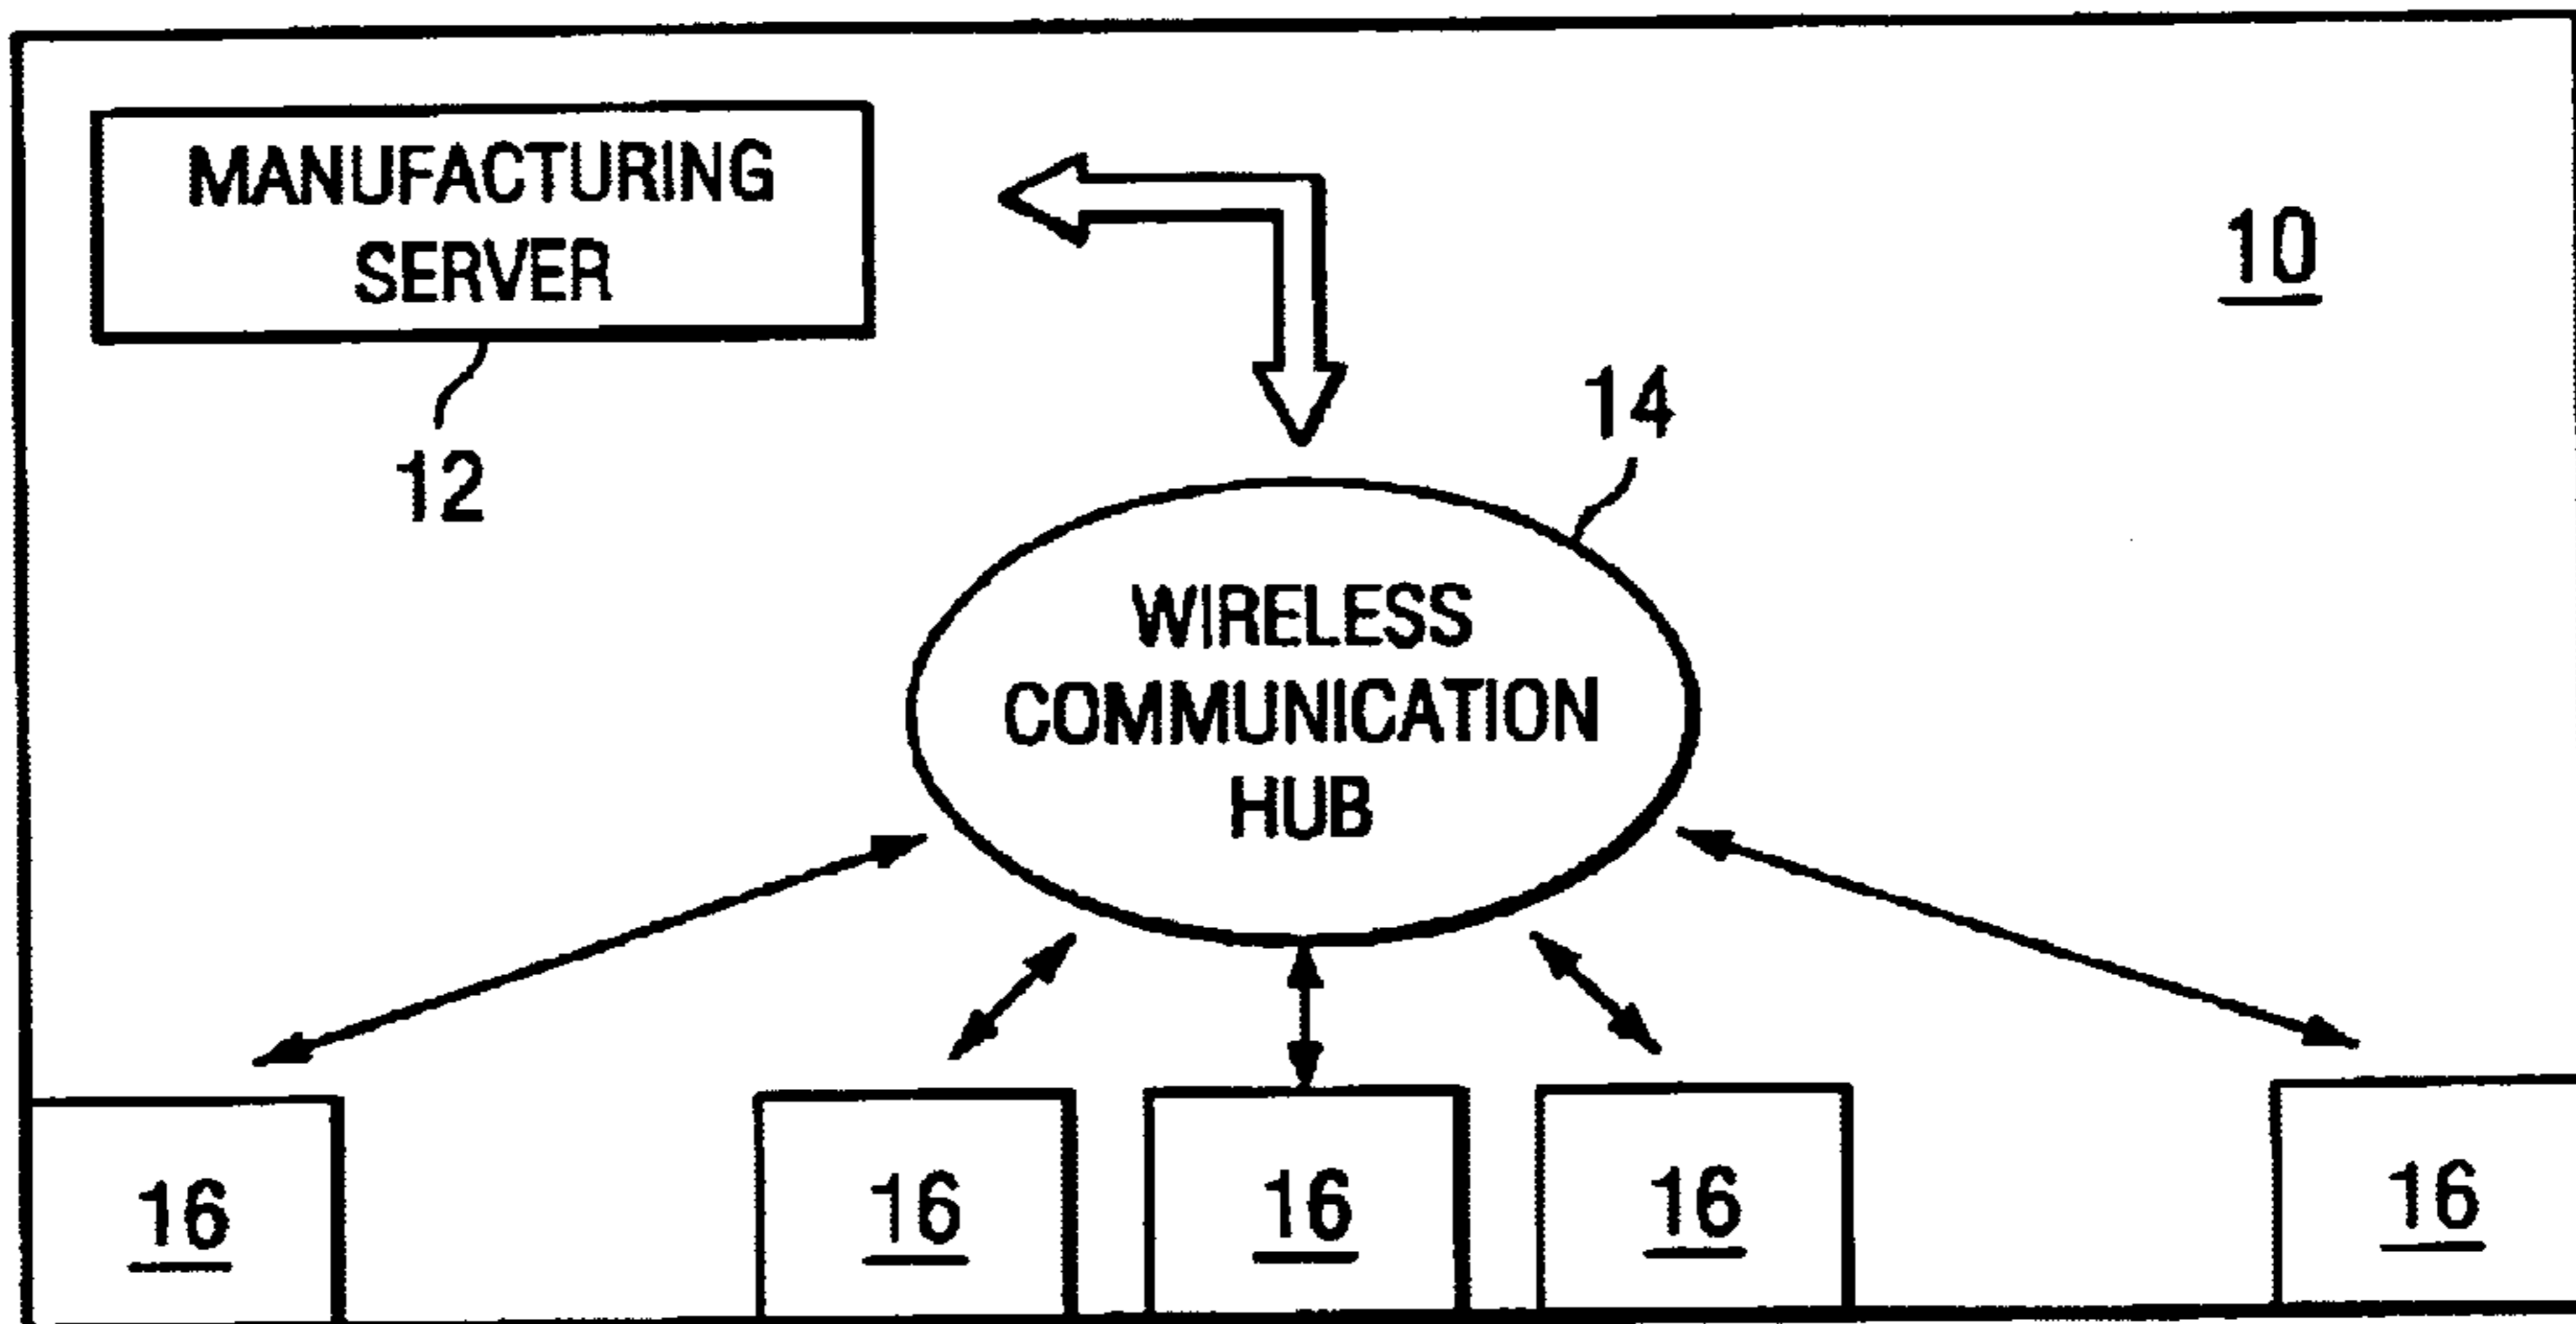 MANUFACTURING
SERVER
10
12
14
WIRELESS
COMMUNICATION
HUB
16
16
16
16
16